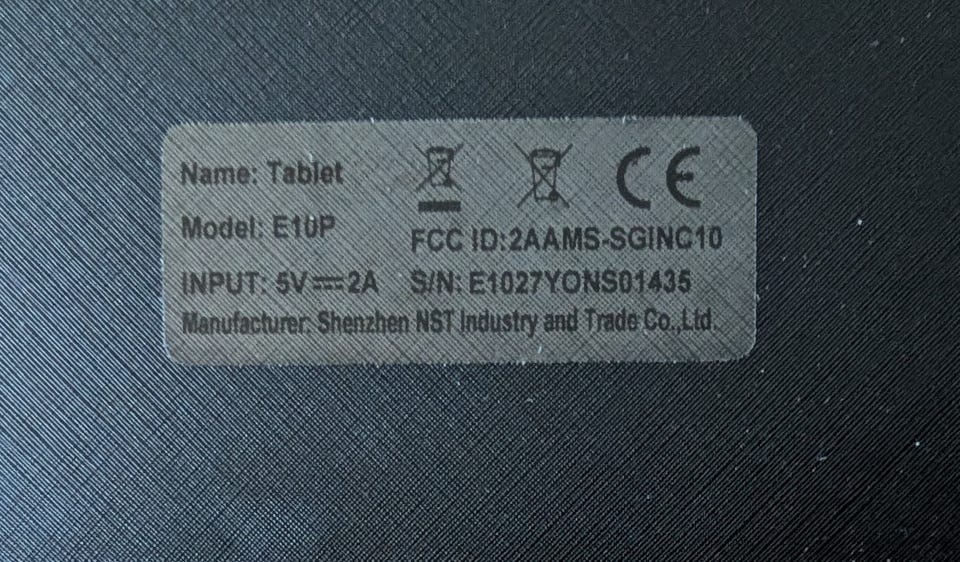 Name: Tablet
CE
Model: E10P
FCC ID:2AAMS-SGINC10
INPUT: 5V⎓2A
S/N: E1027YONS01435
Manufacturer: Shenzhen NST Industry and Trade Co.,Ltd.